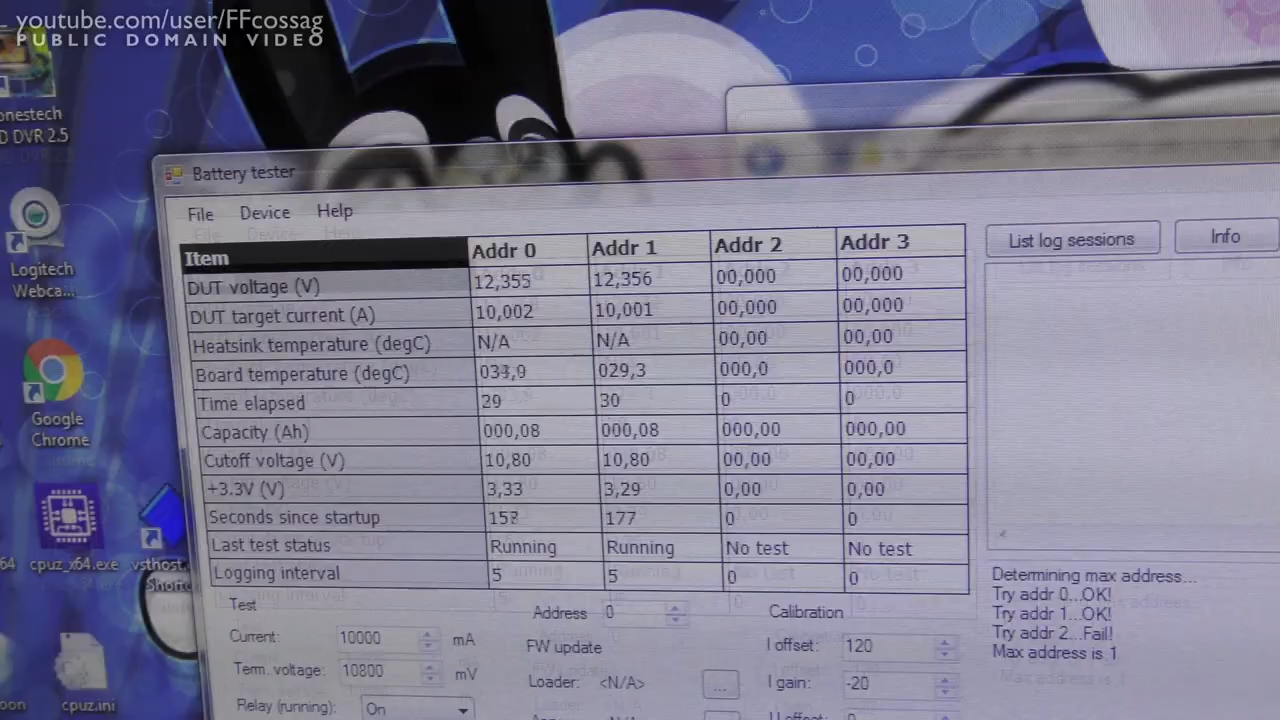 youtube.com/user/FFcossag
PUBLIC DOMAIN VIDEO
onestech
D DVR 2.5
Logitech
Webca...
Google
Chrome
64
cpuz_x64.exe
vsthost
Shortc
oon
cpuz.ini
Battery tester
File Device Help
Item Addr 0 Addr 1 Addr 2 Addr 3
DUT voltage (V) 12,355 12,356 00,000 00,000
DUT target current (A) 10,002 10,001 00,000 00,000
Heatsink temperature (degC) N/A N/A 00,00 00,00
Board temperature (degC) 029,3 000,0 000,0
Time elapsed 29 30 0 0
Capacity (Ah) 000,08 000,08 000,00 000,00
Cutoff voltage (V) 10,80 10,80 00,00 00,00
+3.3V (V) 3,33 3,29 0,00 0,00
Seconds since startup 177 0 0
Last test status Running Running No test No test
Logging interval 5 5 0 0
List log sessions Info
Determining max address...
Try addr 0...OK!
Try addr 1...OK!
Try addr 2...Fail!
Max address is 1
Test
Current: 10000 mA
Term. voltage: 10800 mV
Relay (running): On
Address 0
FW update
Loader: <N/A> ...
Calibration
I offset: 120
I gain: -20